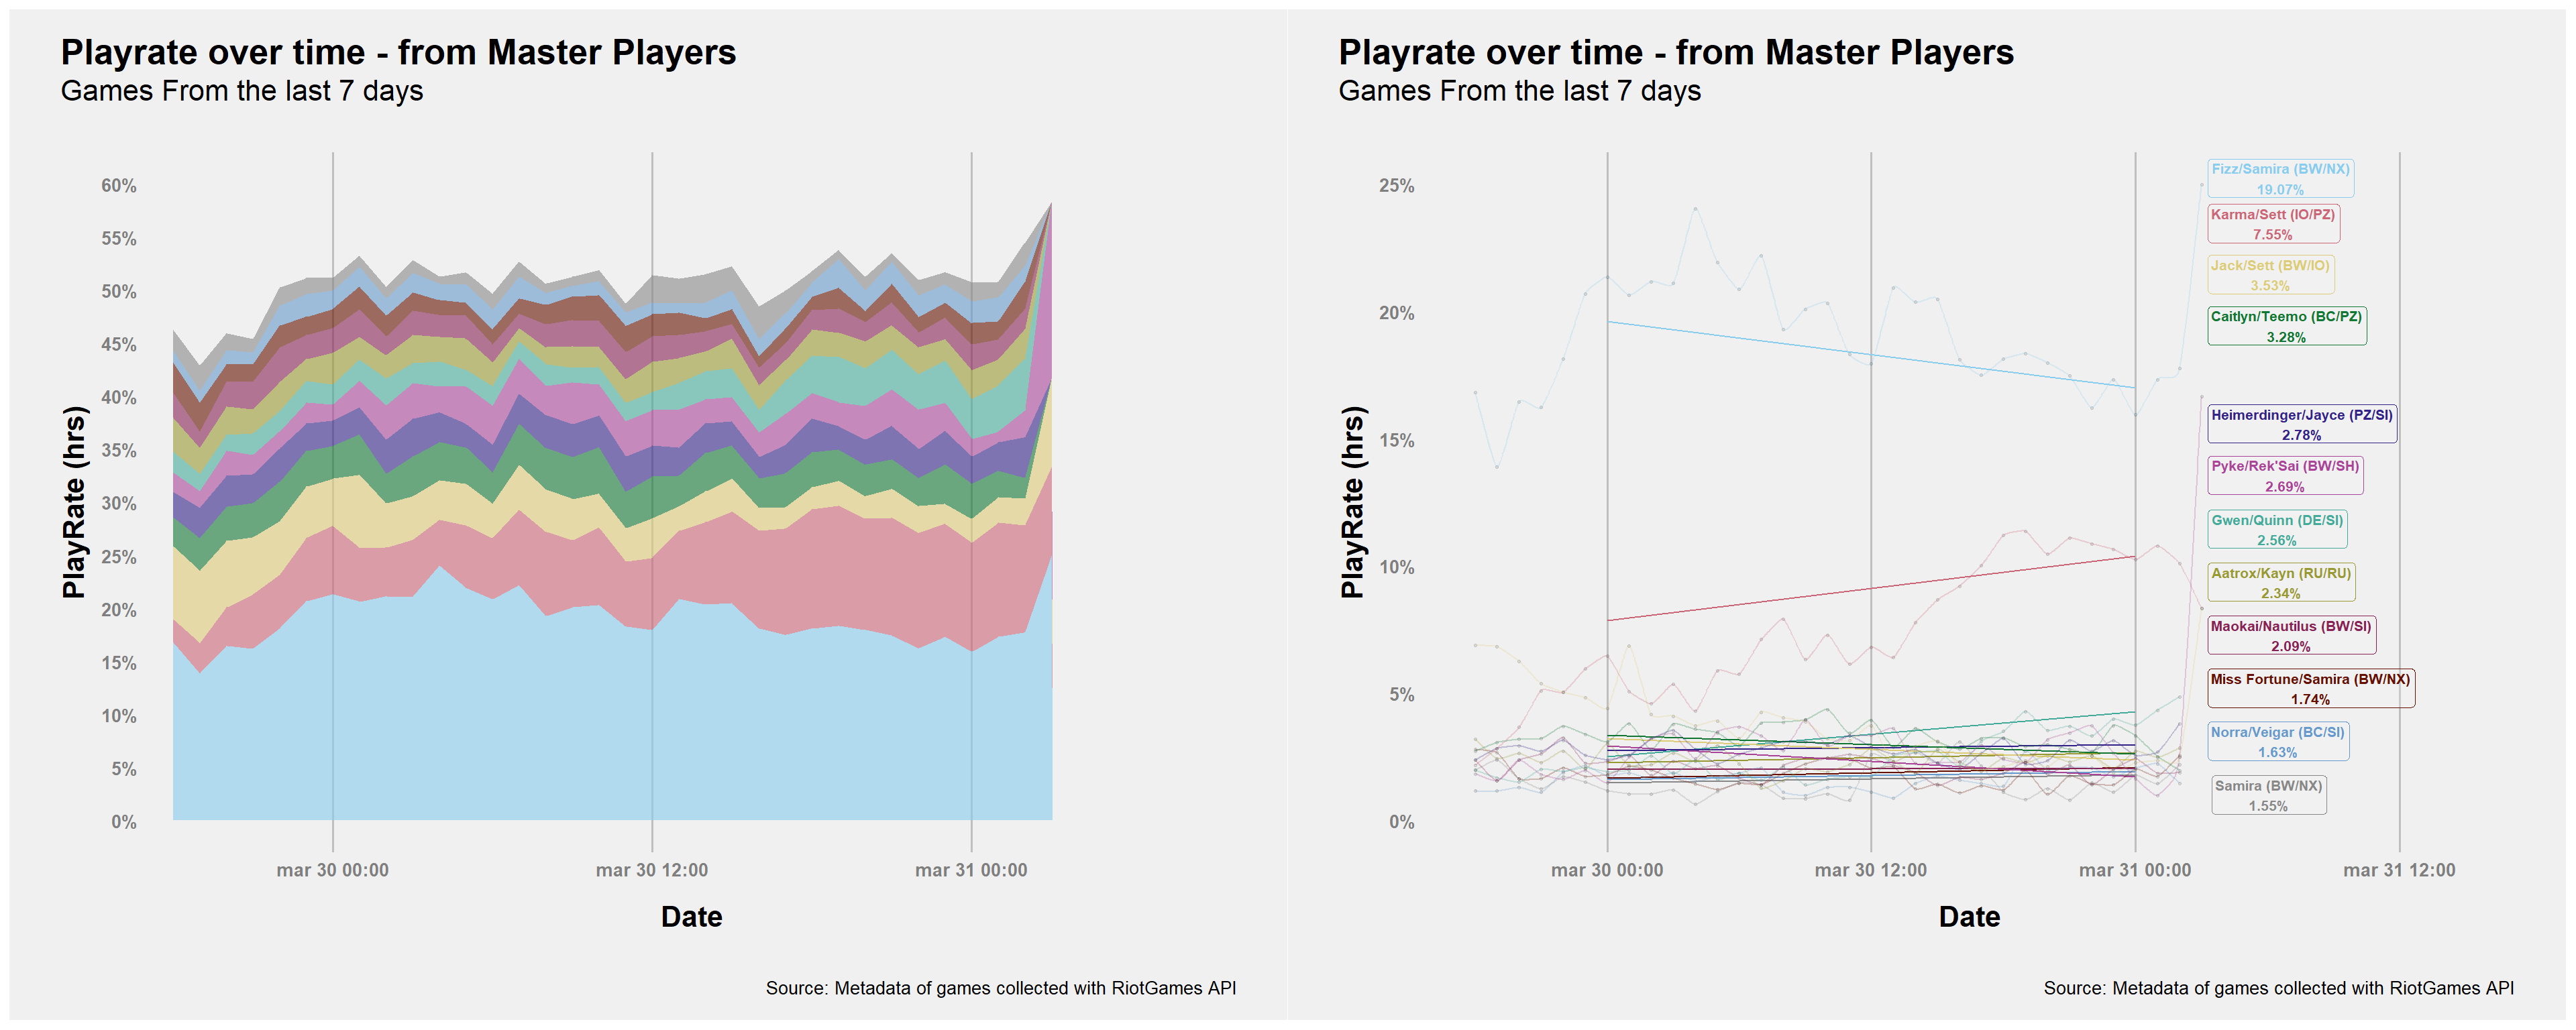 Playrate over time - from Master Players
Games From the last 7 days
60%
55%
50%
45%
40%
35%
30%
25%
20%
15%
10%
5%
0%
PlayRate (hrs)
mar 30 00:00
mar 30 12:00
mar 31 00:00
Date
Source: Metadata of games collected with RiotGames API
Playrate over time - from Master Players
Games From the last 7 days
25%
20%
15%
10%
5%
0%
PlayRate (hrs)
Fizz/Samira (BW/NX)
19.07%
Karma/Sett (IO/PZ)
7.55%
Jack/Sett (BW/IO)
3.53%
Caitlyn/Teemo (BC/PZ)
3.28%
Heimerdinger/Jayce (PZ/SI)
2.78%
Pyke/Rek'Sai (BW/SH)
2.69%
Gwen/Quinn (DE/SI)
2.56%
Aatrox/Kayn (RU/RU)
2.34%
Maokai/Nautilus (BW/SI)
2.09%
Miss Fortune/Samira (BW/NX)
1.74%
Norra/Veigar (BC/SI)
1.63%
Samira (BW/NX)
1.55%
mar 30 00:00
mar 30 12:00
mar 31 00:00
mar 31 12:00
Date
Source: Metadata of games collected with RiotGames API